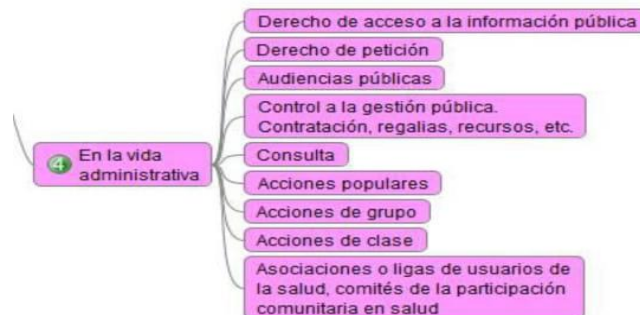 4 En la vida
administrativa
Derecho de acceso a la información pública
Derecho de petición
Audiencias públicas
Control a la gestión pública.
Contratación, regalias, recursos, etc.
Consulta
Acciones populares
Acciones de grupo
Acciones de clase
Asociaciones o ligas de usuarios de
la salud, comités de la participación
comunitaria en salud